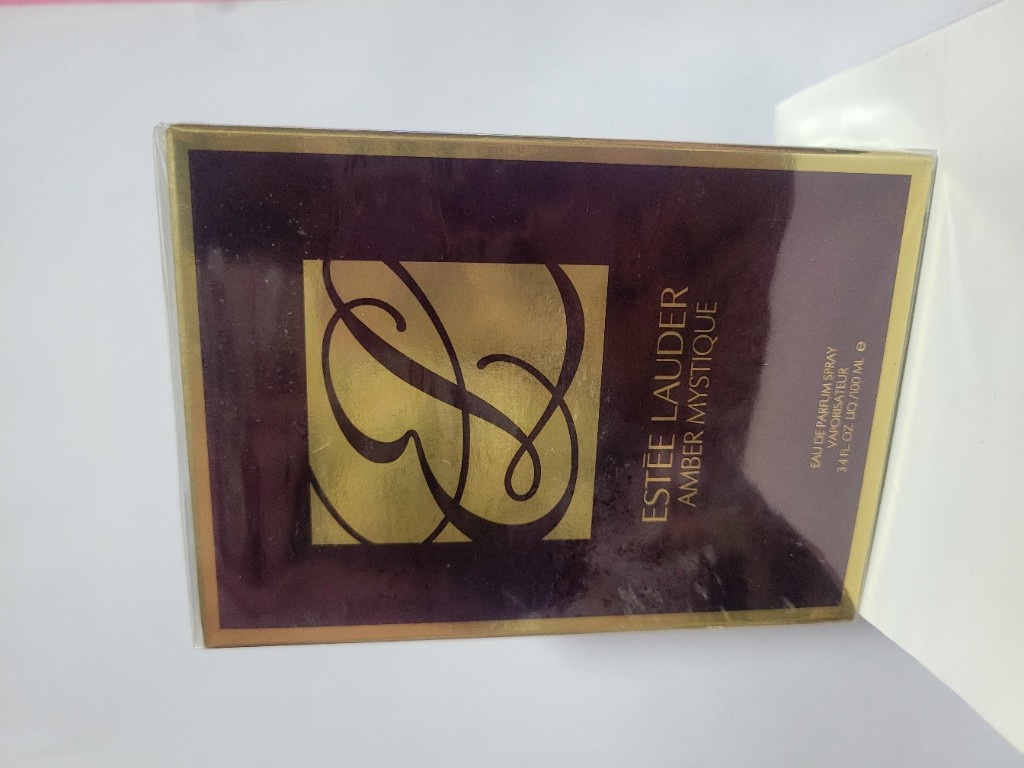 ESTĒE LAUDER
AMBER MYSTIQUE
EAU DE PARFUM SPRAY
VAPORISATEUR
3.4 FL. OZ. LIQ./100 ML ℮